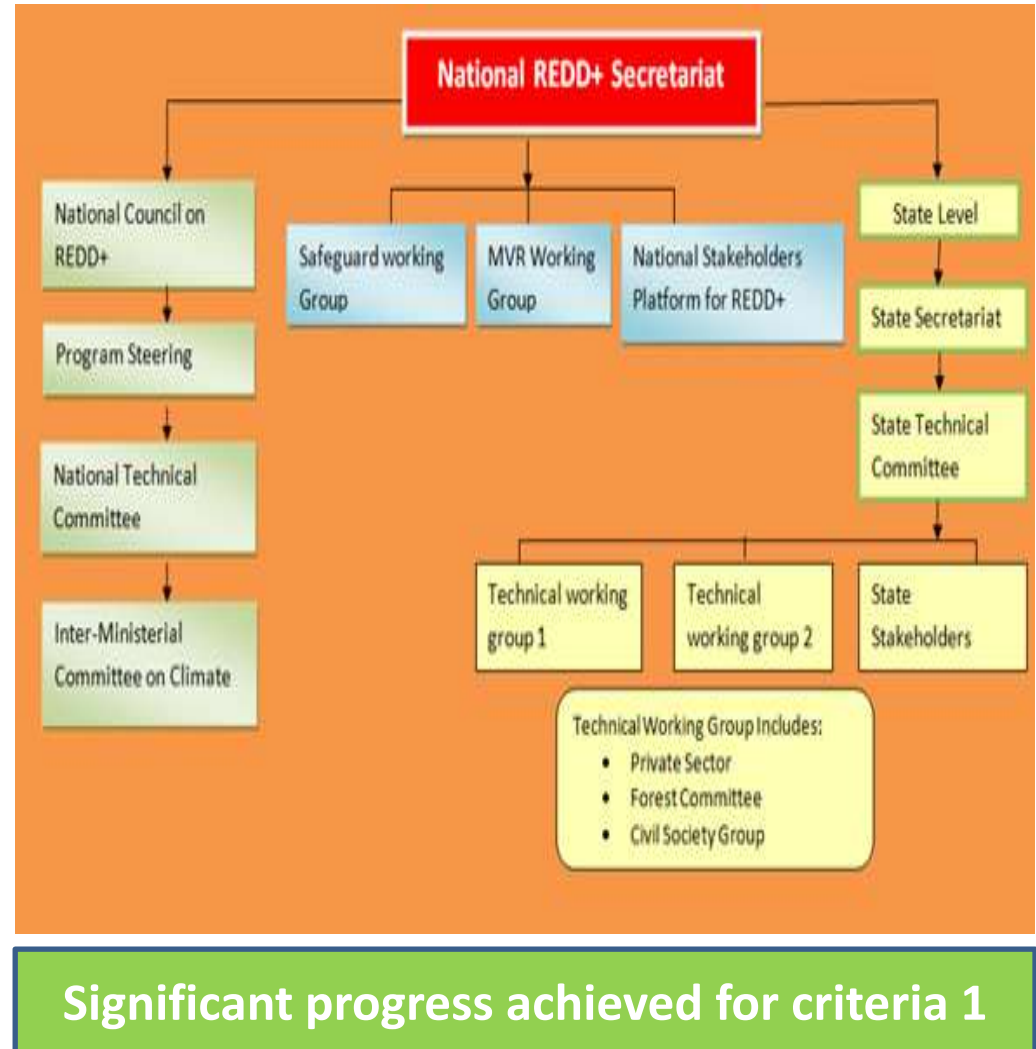 National REDD+ Secretariat
National Council on
REDD+
Program Steering
National Technical
Committee
Inter-Ministerial
Committee on Climate
Safeguard working
Group
MVR Working
Group
National Stakeholders
Platform for REDD+
State Level
State Secretariat
State Technical
Committee
Technical working
group 1
Technical
working group 2
State
Stakeholders
Technical Working Group Includes:
• Private Sector
• Forest Committee
• Civil Society Group
Significant progress achieved for criteria 1